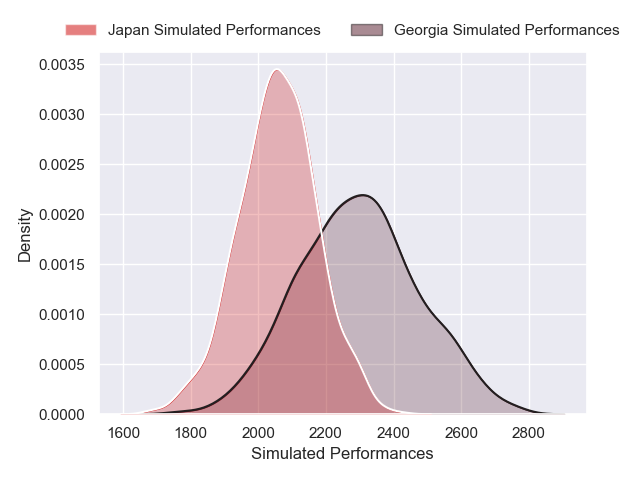 Japan Simulated Performances Georgia Simulated Performances
0.0035
0.0030
0.0025
0.0020
0.0015
0.0010
0.0005
0.0000
Density
1600 1800 2000 2200 2400 2600 2800
Simulated Performances